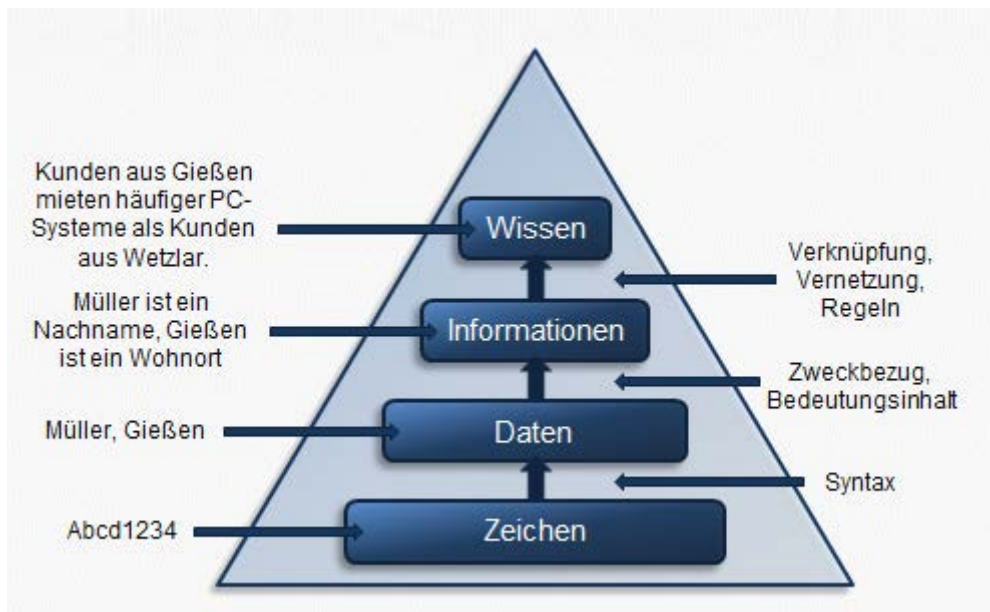 Kunden aus Gießen
mieten häufiger PC-
Systeme als Kunden
aus Wetzlar.
Wissen
Verknüpfung,
Vernetzung,
Regeln
Müller ist ein
Nachname, Gießen
ist ein Wohnort
Informationen
Zweckbezug,
Bedeutungsinhalt
Müller, Gießen
Daten
Syntax
Abcd1234
Zeichen